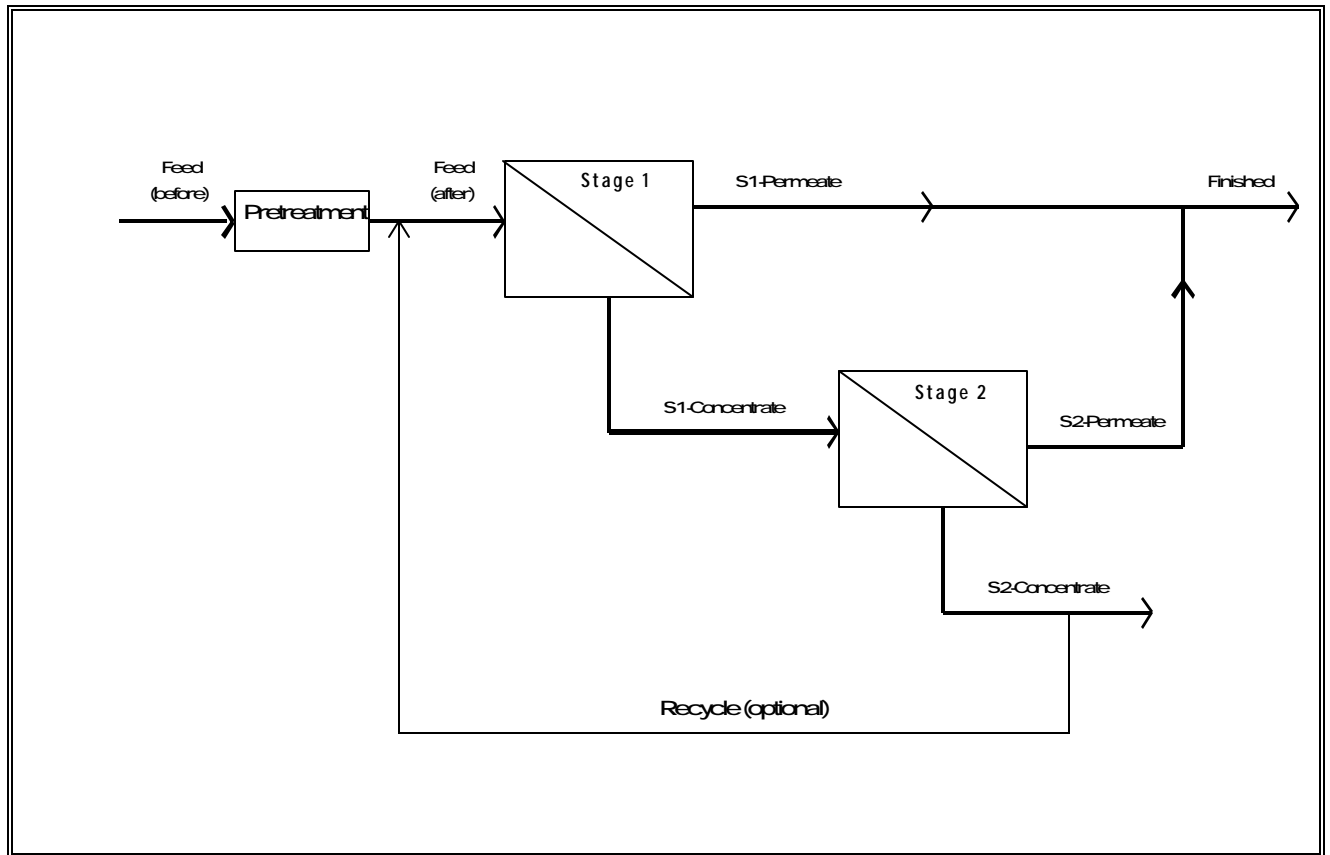 Feed
(before)
Pretreatment
Feed
(after)
Stage 1
S1-Permeate
Finished
S1-Concentrate
Stage 2
S2-Permeate
S2-Concentrate
Recycle (optional)